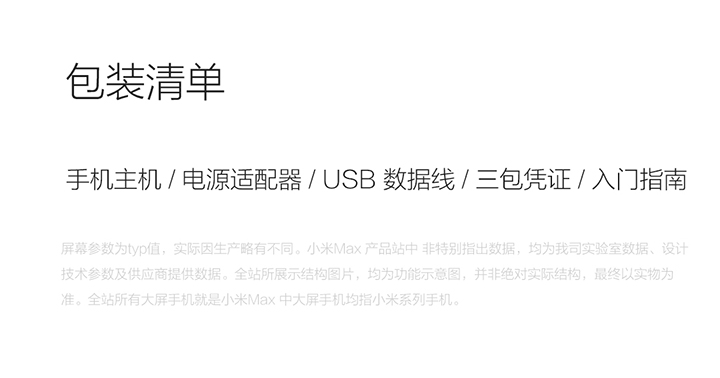 包装清单
手机主机 / 电源适配器 / USB 数据线 / 三包凭证 / 入门指南
屏幕参数为typ值，实际因生产略有不同。小米Max 产品站中 非特别指出数据，均为我司实验室数据、设计
技术参数及供应商提供数据。全站所展示结构图片，均为功能示意图，并非绝对实际结构，最终以实物为
准。全站所有大屏手机就是小米Max 中大屏手机均指小米系列手机。